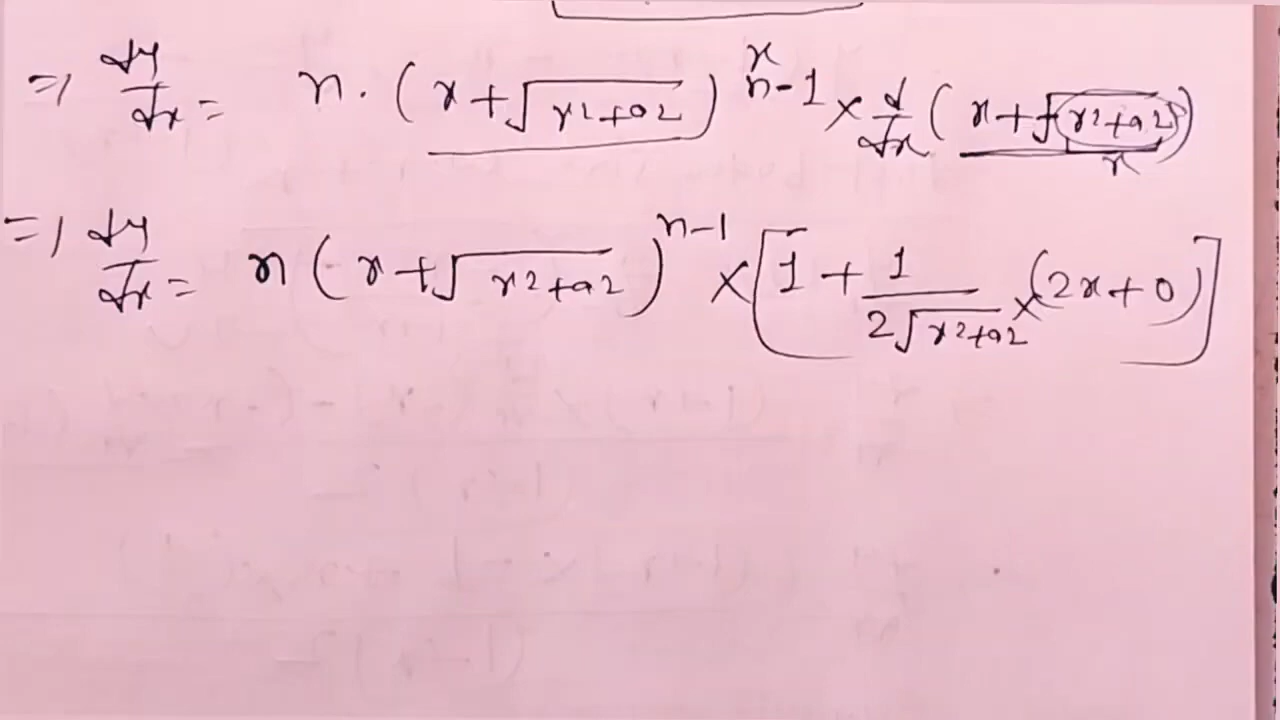 ⇒ dy/dx = n · (x + √(x²+a²))^(n-1) × d/dx (x + √(x²+a²))
⇒ dy/dx = n (x + √(x²+a²))^(n-1) × [1 + 1/(2√(x²+a²)) × (2x + 0)]